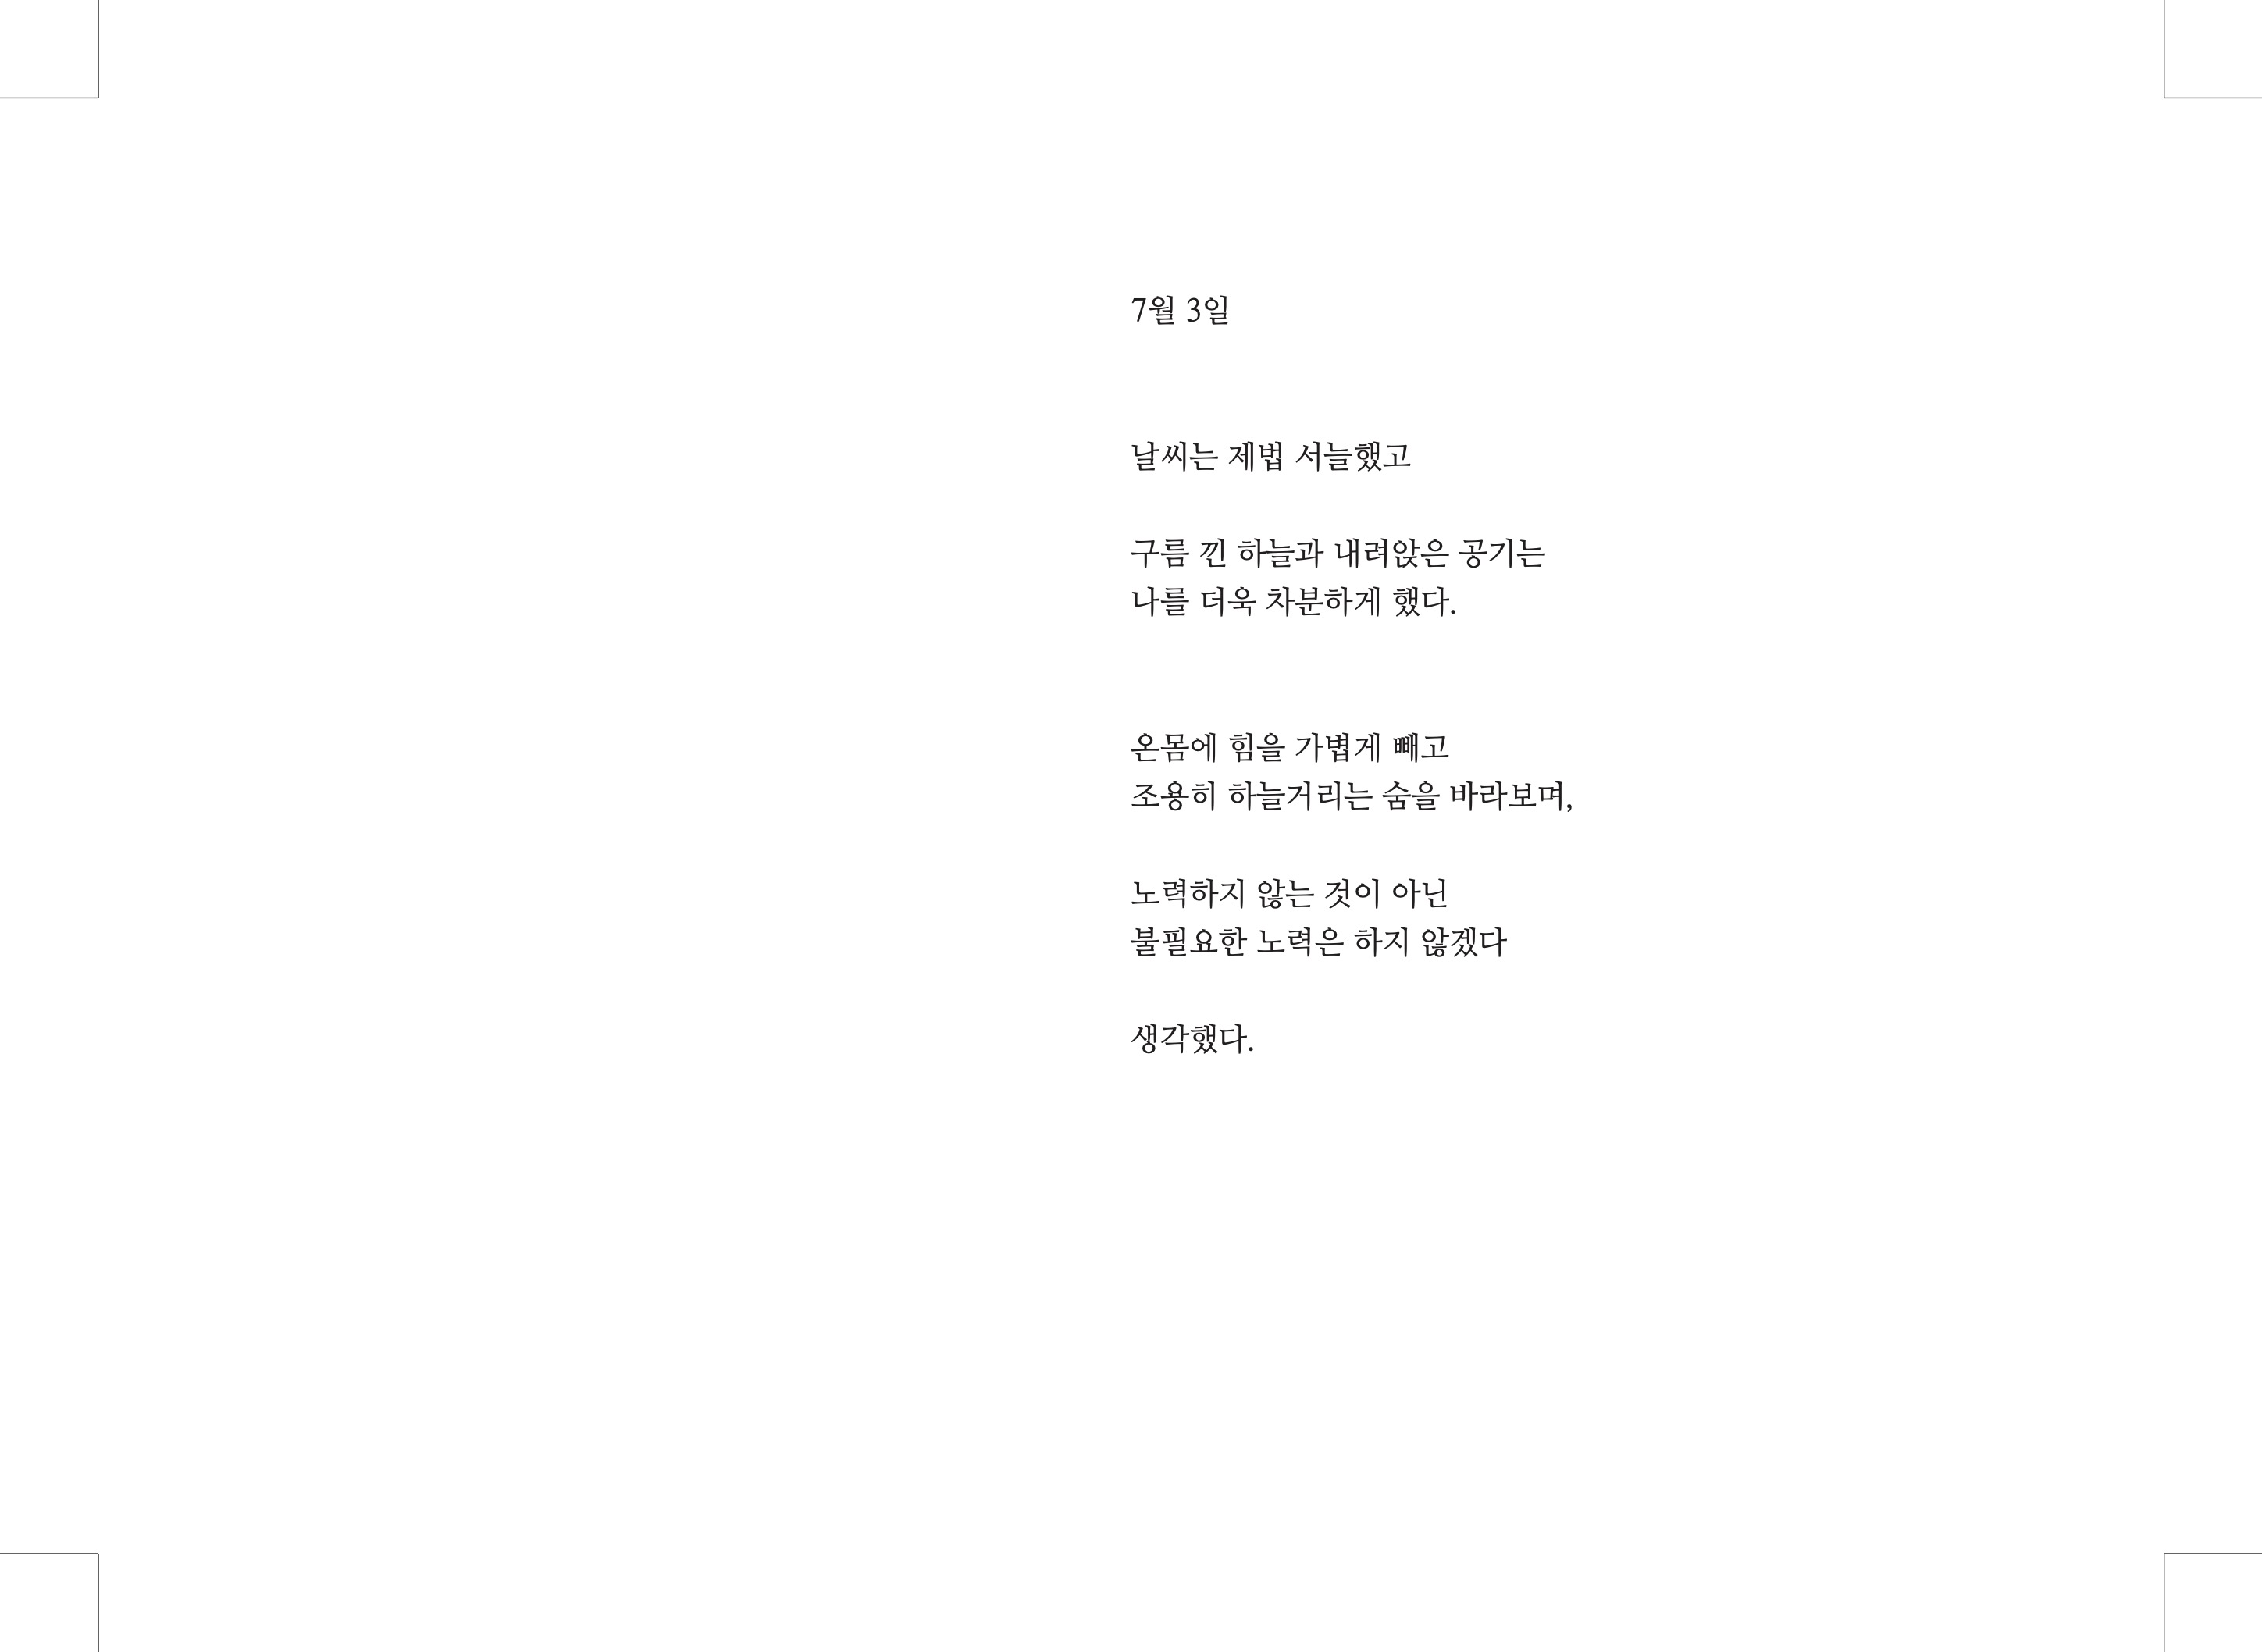 7월 3일
날씨는 제법 서늘했고
구름 낀 하늘과 내려앉은 공기는
나를 더욱 차분하게 했다.
온몸에 힘을 가볍게 빼고
조용히 하늘거리는 숨을 바라보며,
노력하지 않는 것이 아닌
불필요한 노력은 하지 않겠다
생각했다.